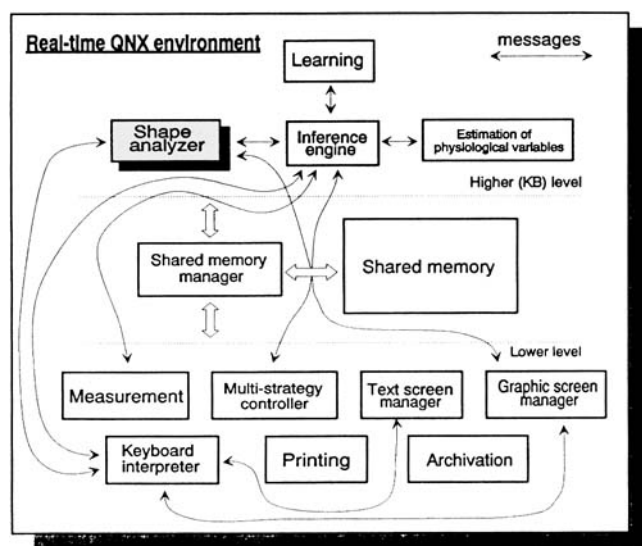 Real-time QNX environment
messages
Learning
Shape
analyzer
Inference
engine
Estimation of
physiological variables
Higher (KB) level
Shared memory
manager
Shared memory
Lower level
Measurement
Multi-strategy
controller
Text screen
manager
Graphic screen
manager
Keyboard
interpreter
Printing
Archivation